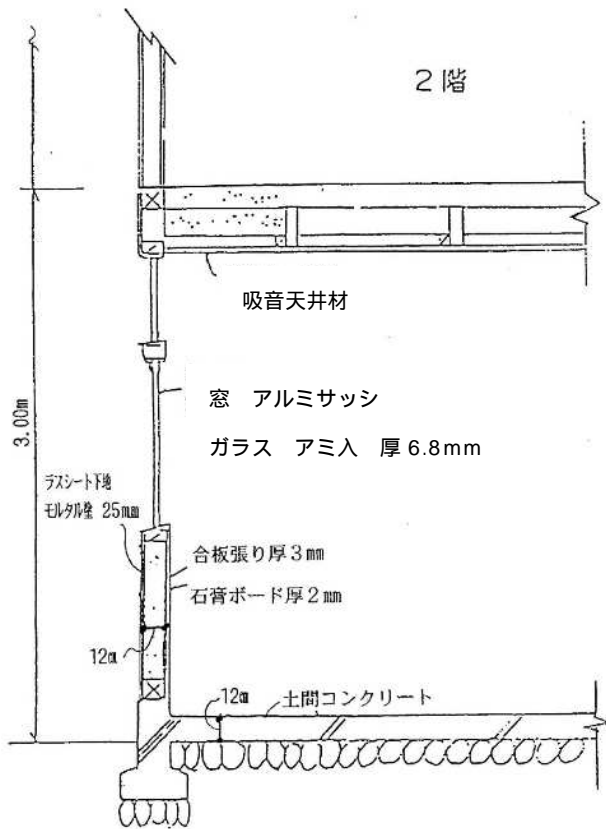 2階
吸音天井材
窓 アルミサッシ
ガラス アミ入 厚6.8mm
3.00m
ラスシート下地
モルタル塗 25mm
合板張り厚3mm
石膏ボード厚2mm
12㎝
12㎝
土間コンクリート